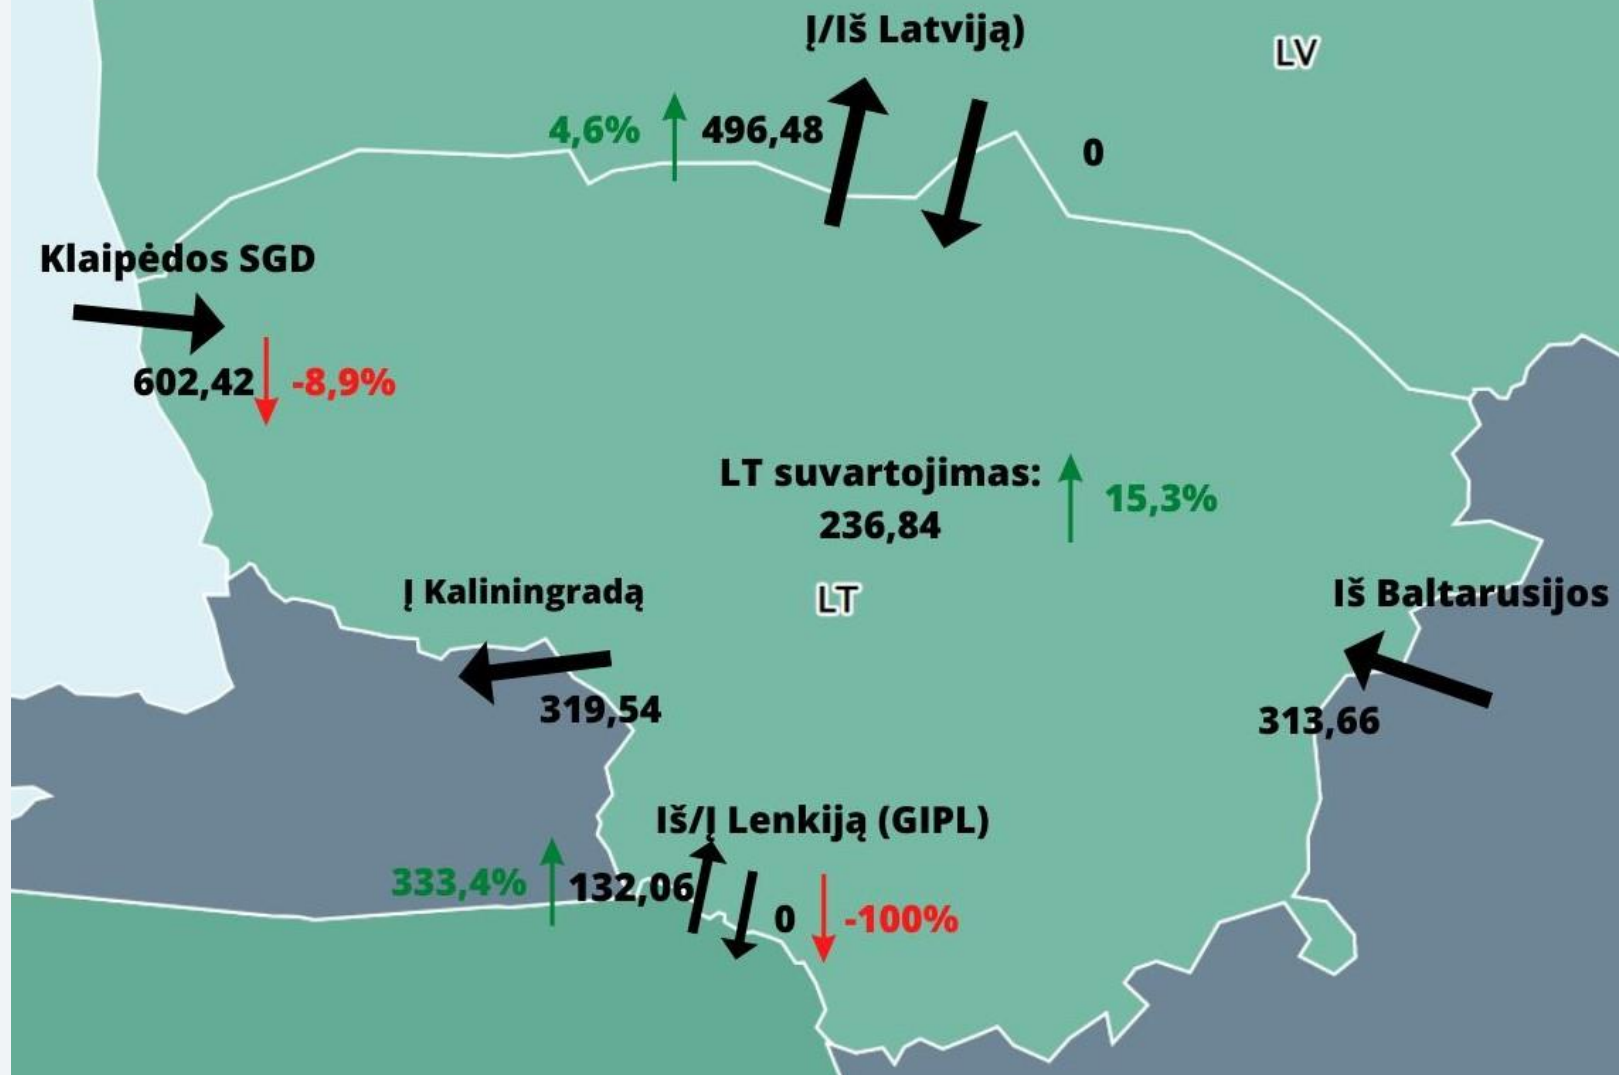 Į/Iš Latviją)
LV
4,6%
496,48
0
Klaipėdos SGD
602,42
-8,9%
LT suvartojimas:
236,84
15,3%
Į Kaliningradą
LT
Iš Baltarusijos
319,54
313,66
Iš/Į Lenkiją (GIPL)
333,4%
132,06
0
-100%